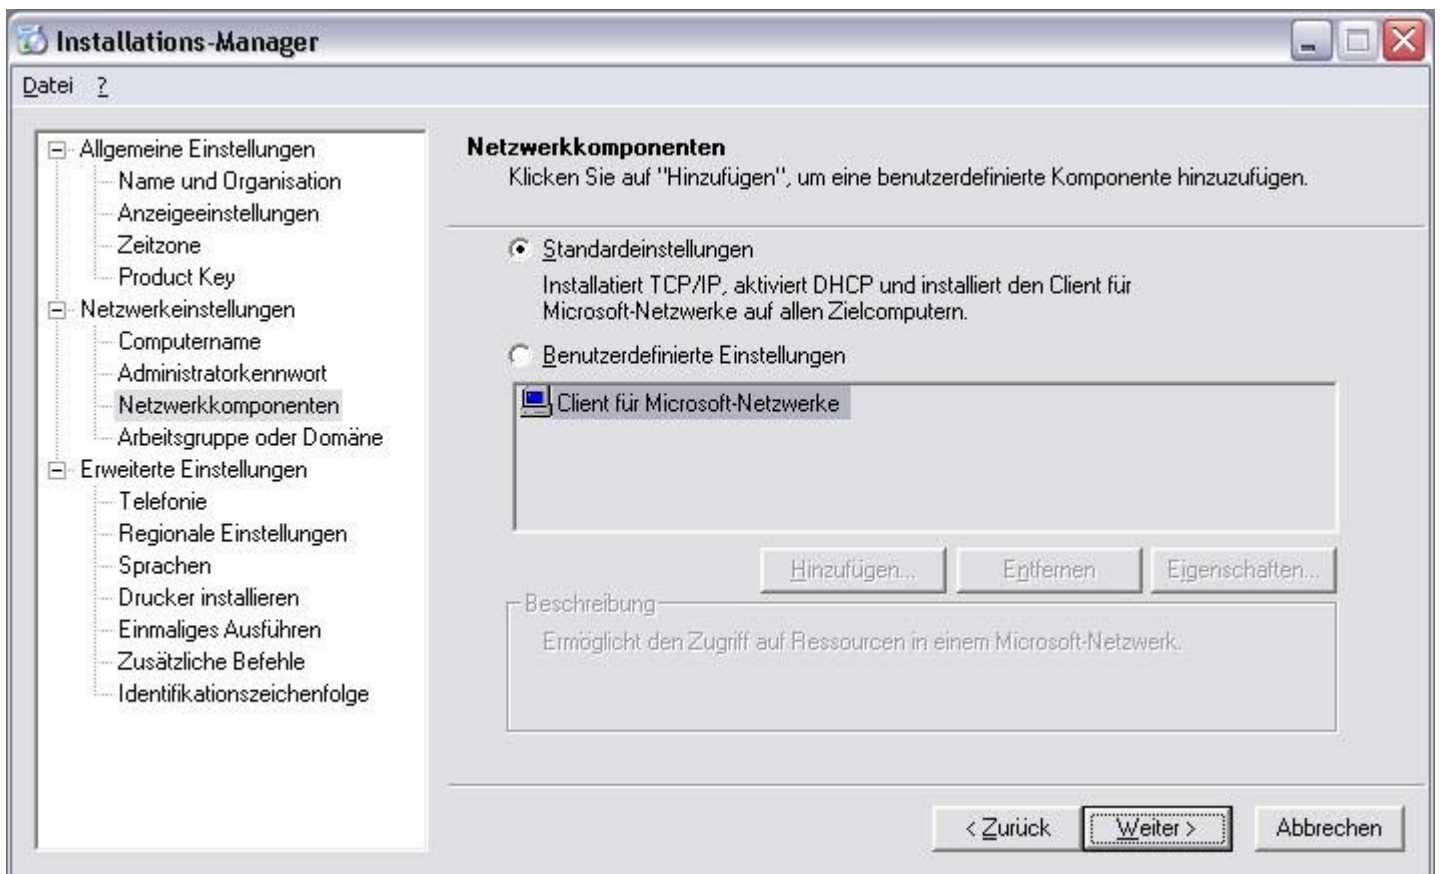 Installations-Manager
Datei ?
Allgemeine Einstellungen
Name und Organisation
Anzeigeeinstellungen
Zeitzone
Product Key
Netzwerkeinstellungen
Computername
Administratorkennwort
Netzwerkkomponenten
Arbeitsgruppe oder Domäne
Erweiterte Einstellungen
Telefonie
Regionale Einstellungen
Sprachen
Drucker installieren
Einmaliges Ausführen
Zusätzliche Befehle
Identifikationszeichenfolge
Netzwerkkomponenten
Klicken Sie auf "Hinzufügen", um eine benutzerdefinierte Komponente hinzuzufügen.
Standardeinstellungen
Installatiert TCP/IP, aktiviert DHCP und installiert den Client für
Microsoft-Netzwerke auf allen Zielcomputern.
Benutzerdefinierte Einstellungen
Client für Microsoft-Netzwerke
Hinzufügen... Entfernen Eigenschaften...
Beschreibung
Ermöglicht den Zugriff auf Ressourcen in einem Microsoft-Netzwerk.
< Zurück Weiter > Abbrechen